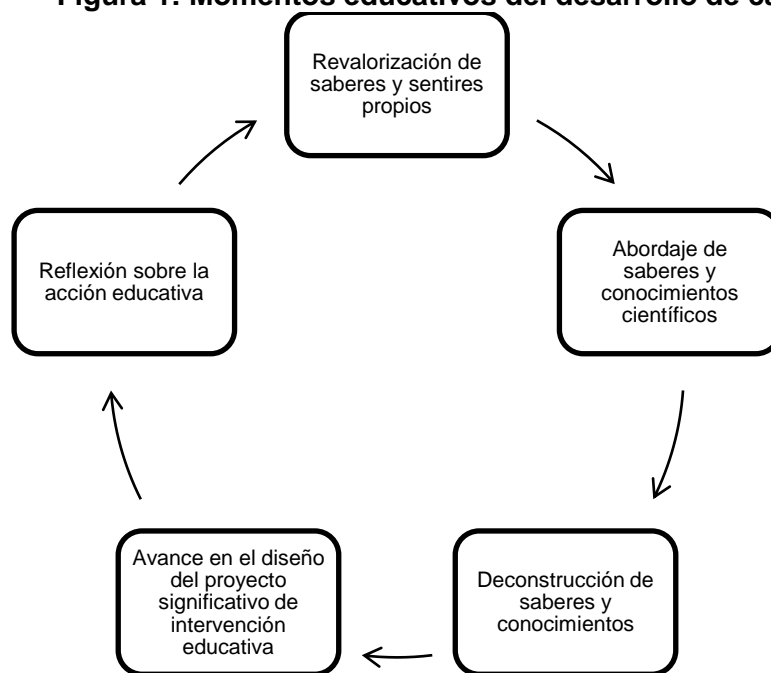 Figura 1: Momentos educativos del desarrollo de
Revalorización de
saberes y sentires
propios
Abordaje de
saberes y
conocimientos
científicos
Deconstrucción de
saberes y
conocimientos
Avance en el diseño
del proyecto
significativo de
intervención
educativa
Reflexión sobre la
acción educativa